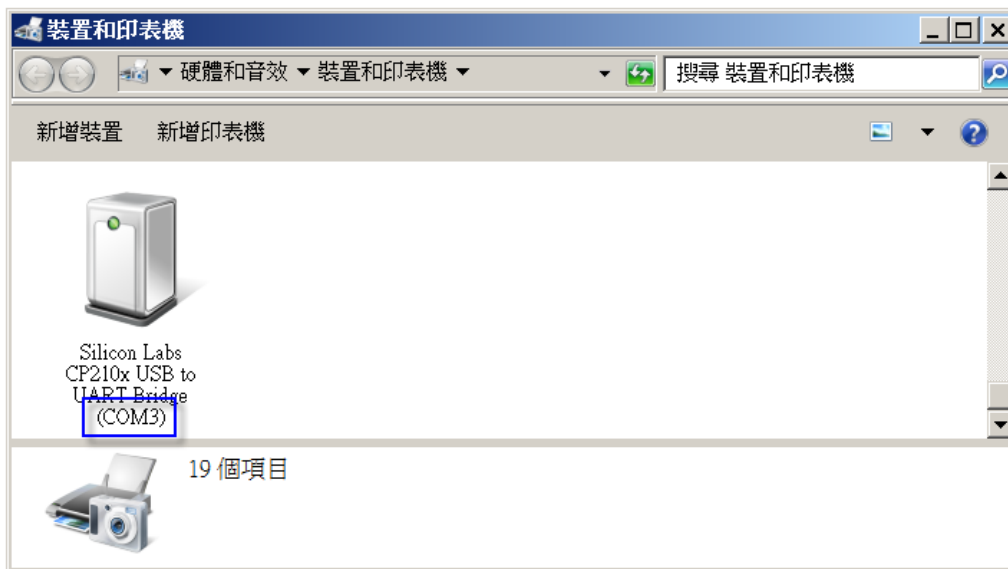 裝置和印表機
硬體和音效 裝置和印表機 搜尋 裝置和印表機
新增裝置 新增印表機
Silicon Labs
CP210x USB to
UART Bridge
(COM3)
19 個項目